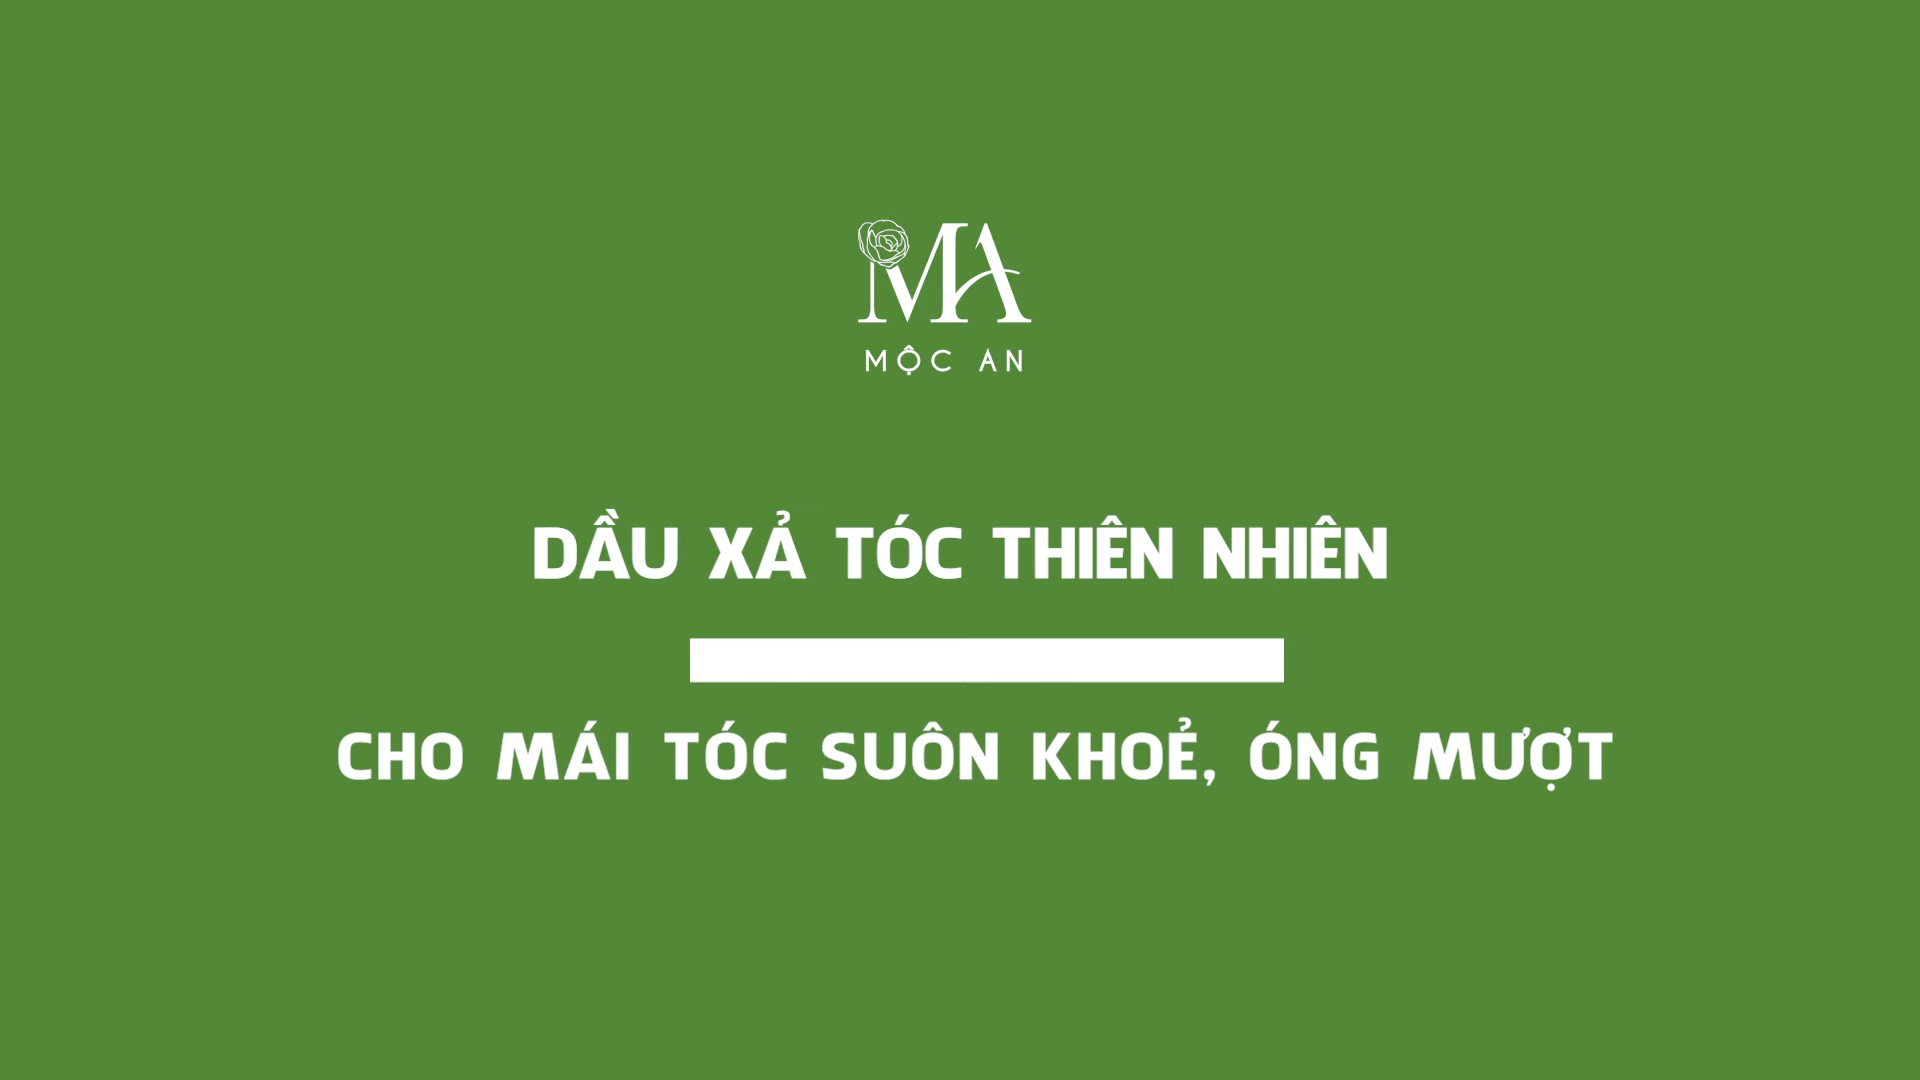 MA
MỘC AN
DẦU XẢ TÓC THIÊN NHIÊN
CHO MÁI TÓC SUÔN KHOẺ, ÓNG MƯỢT